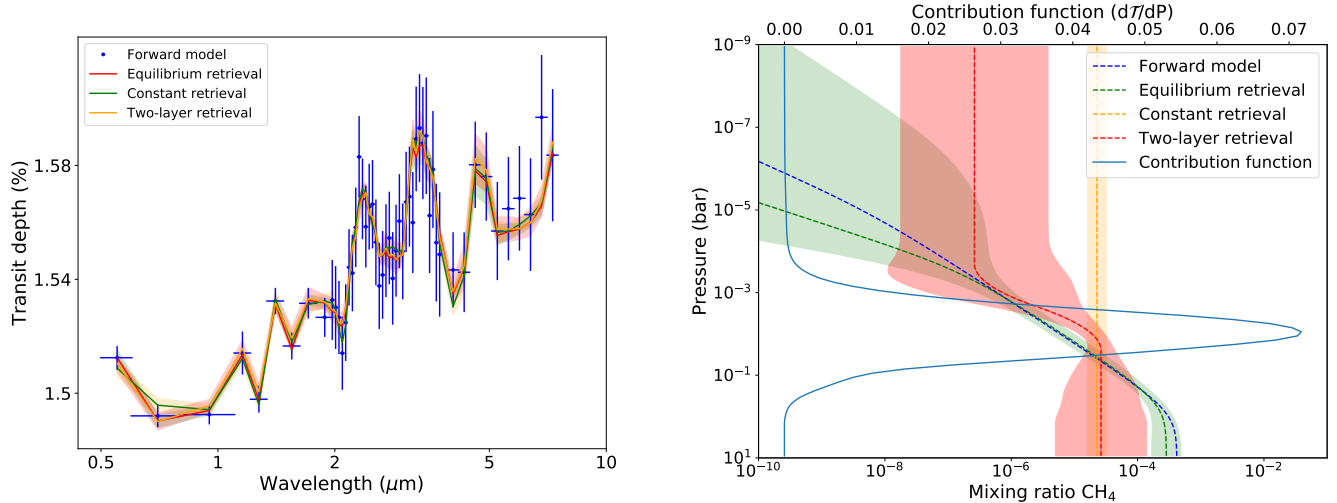 Forward model
Equilibrium retrieval
Constant retrieval
Two-layer retrieval
1.58
1.54
1.5
Transit depth (%)
0.5 1 2 5 10
Wavelength (μm)
Contribution function (d𝒯/dP)
0.00 0.01 0.02 0.03 0.04 0.05 0.06 0.07
Forward model
Equilibrium retrieval
Constant retrieval
Two-layer retrieval
Contribution function
10⁻⁹
10⁻⁷
10⁻⁵
10⁻³
10⁻¹
10¹
Pressure (bar)
10⁻¹⁰ 10⁻⁸ 10⁻⁶ 10⁻⁴ 10⁻²
Mixing ratio CH₄